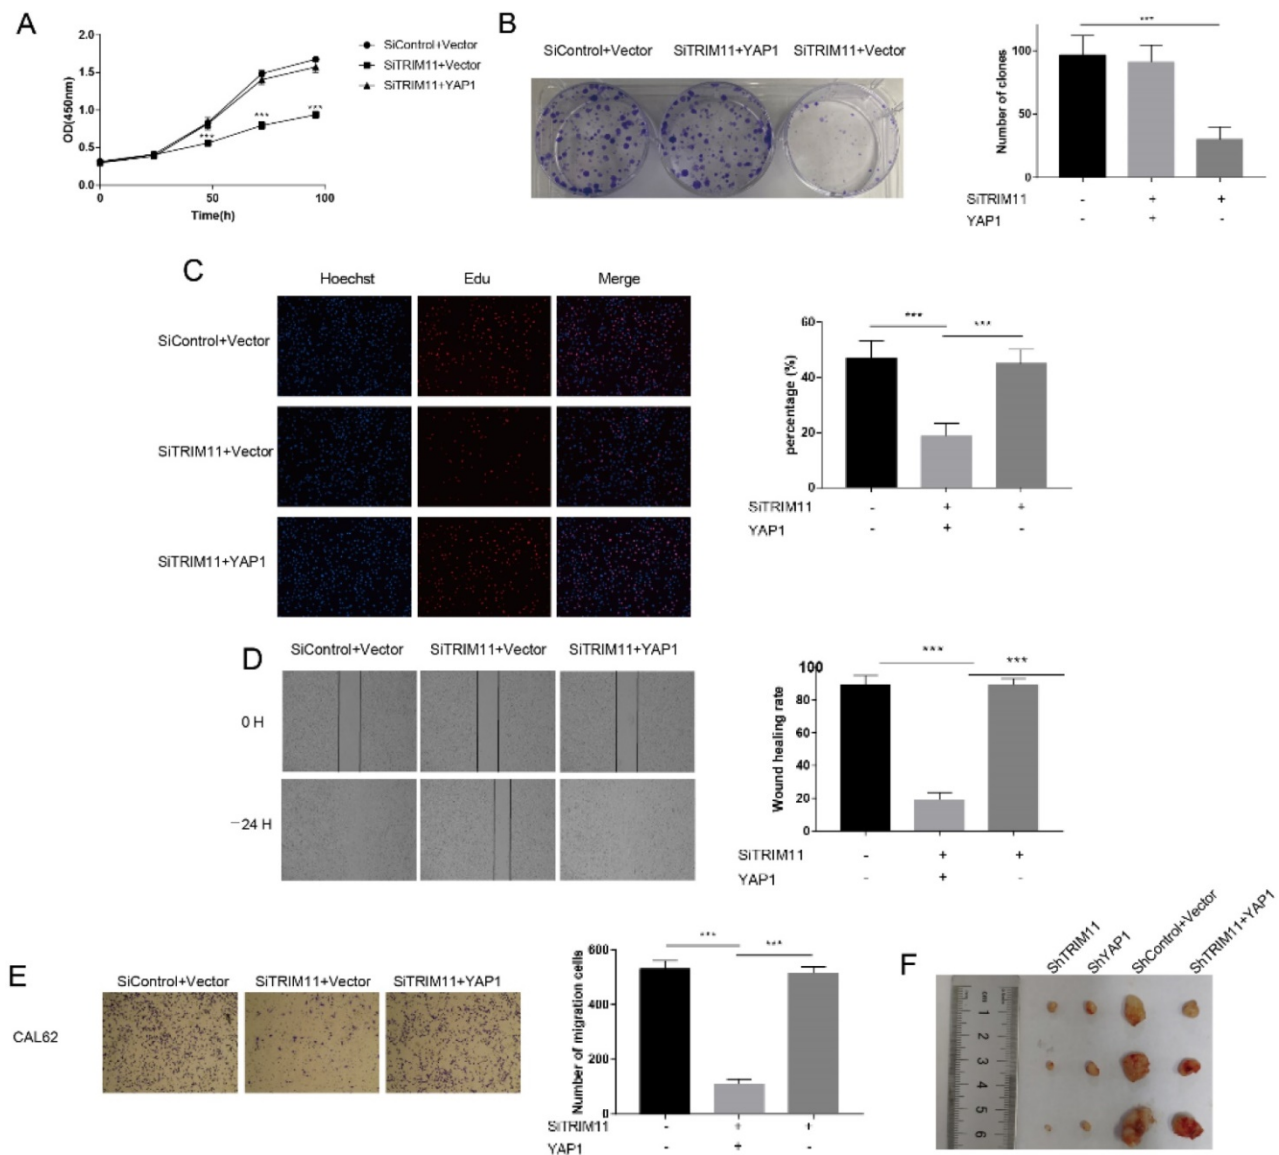 A
2.0
1.5
1.0
0.5
0.0
OD(450nm)
0 50 100
Time(h)
***
***
***
SiControl+Vector
SiTRIM11+Vector
SiTRIM11+YAP1
B
SiControl+Vector SiTRIM11+YAP1 SiTRIM11+Vector
Number of clones
100
50
0
***
SiTRIM11 - + +
YAP1 - + -
C
Hoechst Edu Merge
SiControl+Vector
SiTRIM11+Vector
SiTRIM11+YAP1
percentage (%)
60
40
20
0
*** ***
SiTRIM11 - + +
YAP1 - + -
D
SiControl+Vector SiTRIM11+Vector SiTRIM11+YAP1
0 H
−24 H
Wound healing rate
100
80
60
40
20
0
*** ***
SiTRIM11 - + +
YAP1 - + -
E
SiControl+Vector SiTRIM11+Vector SiTRIM11+YAP1
CAL62
Number of migration cells
600
400
200
0
*** ***
SiTRIM11 - + +
YAP1 - + -
F
ShTRIM11 ShYAP1 ShControl+Vector ShTRIM11+YAP1
1
2
3
4
5
6